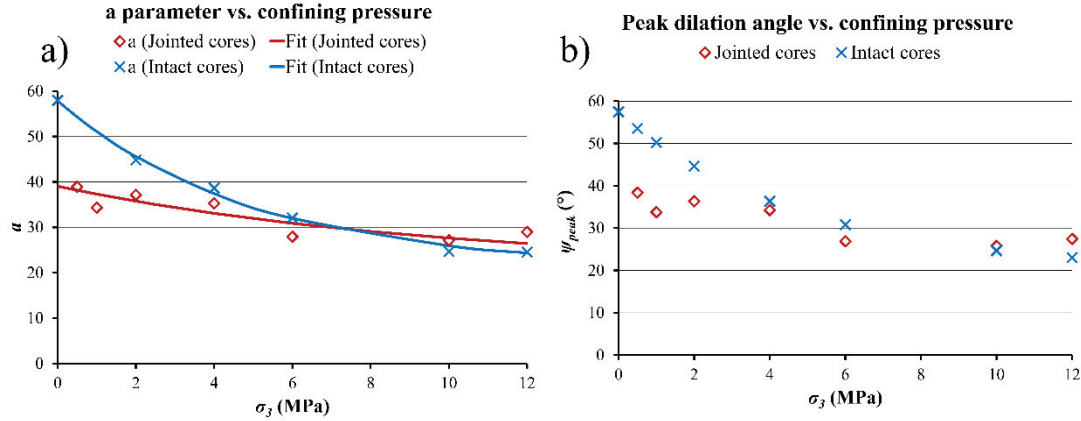 a parameter vs. confining pressure
a)
a (Jointed cores) Fit (Jointed cores)
a (Intact cores) Fit (Intact cores)
60
50
40
30
20
10
0
a
0 2 4 6 8 10 12
σ3 (MPa)
Peak dilation angle vs. confining pressure
b)
Jointed cores Intact cores
60
50
40
30
20
10
0
ψpeak (°)
0 2 4 6 8 10 12
σ3 (MPa)